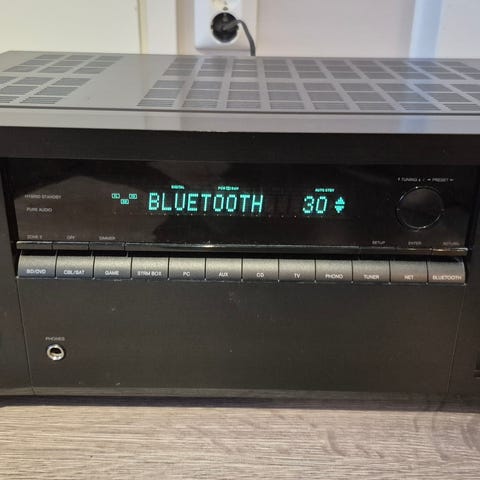 DIGITAL
AUTO STBY
TUNING
PRESET
HYBRID STANDBY
BLUETOOTH 30
PURE AUDIO
ZONE 2 OFF DIMMER SETUP ENTER RETURN
BD/DVD CBL/SAT GAME STRM BOX PC AUX CD TV PHONO TUNER NET BLUETOOTH
PHONES